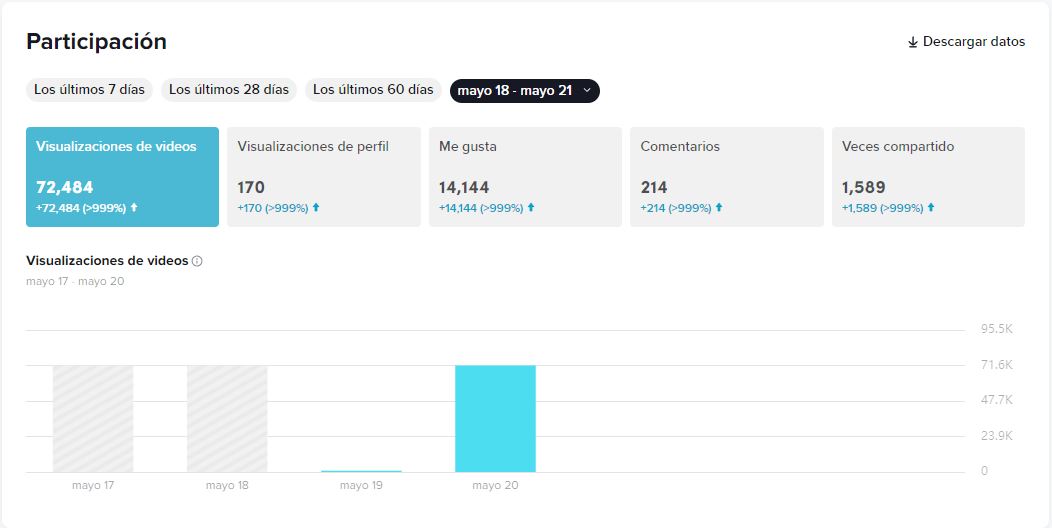 Participación
Descargar datos
Los últimos 7 días Los últimos 28 días Los últimos 60 días mayo 18 - mayo 21
Visualizaciones de videos Visualizaciones de perfil Me gusta Comentarios Veces compartido
72,484 170 14,144 214 1,589
+72,484 (>999%) +170 (>999%) +14,144 (>999%) +214 (>999%) +1,589 (>999%)
Visualizaciones de videos
mayo 17 - mayo 20
95.5K
71.6K
47.7K
23.9K
0
mayo 17 mayo 18 mayo 19 mayo 20